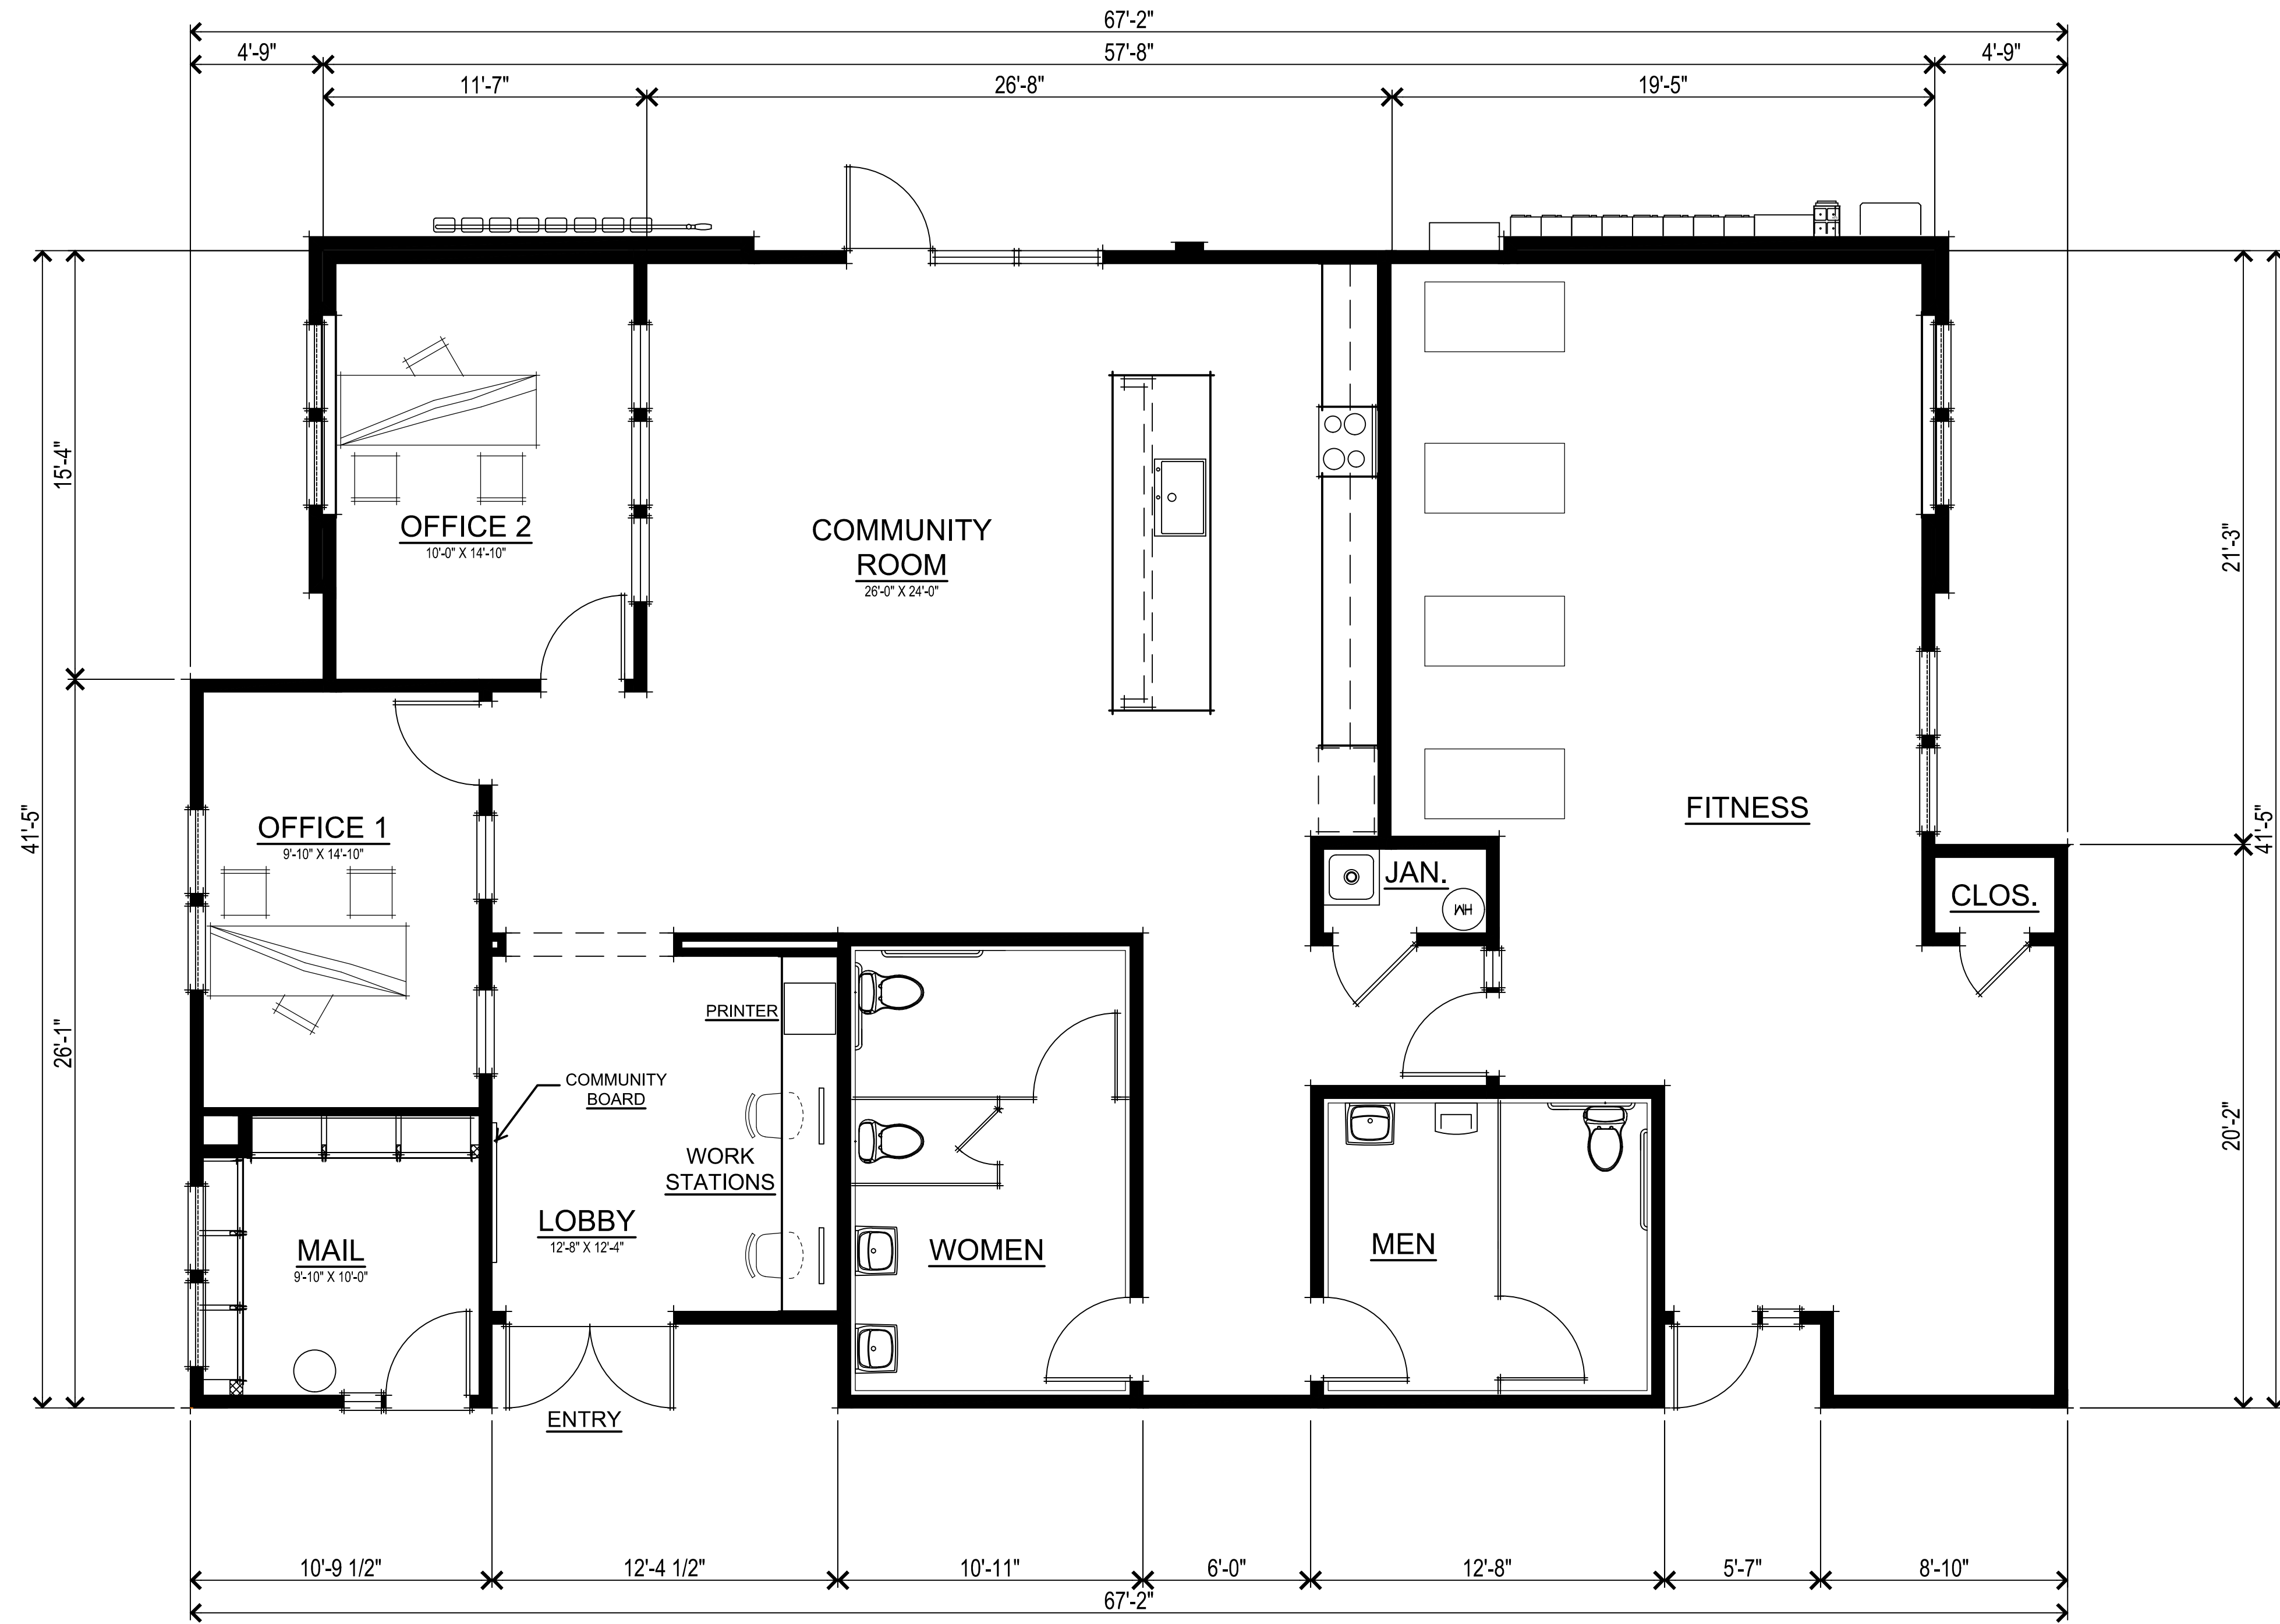 67'-2"
4'-9"
57'-8"
4'-9"
11'-7"
26'-8"
19'-5"
15'-4"
41'-5"
26'-1"
21'-3"
41'-5"
20'-2"
OFFICE 2
10'-0" X 14'-10"
COMMUNITY
ROOM
26'-0" X 24'-0"
FITNESS
OFFICE 1
9'-10" X 14'-10"
JAN.
WH
CLOS.
PRINTER
COMMUNITY
BOARD
WORK
STATIONS
LOBBY
12'-8" X 12'-4"
MAIL
9'-10" X 10'-0"
WOMEN
MEN
ENTRY
10'-9 1/2"
12'-4 1/2"
10'-11"
6'-0"
12'-8"
5'-7"
8'-10"
67'-2"